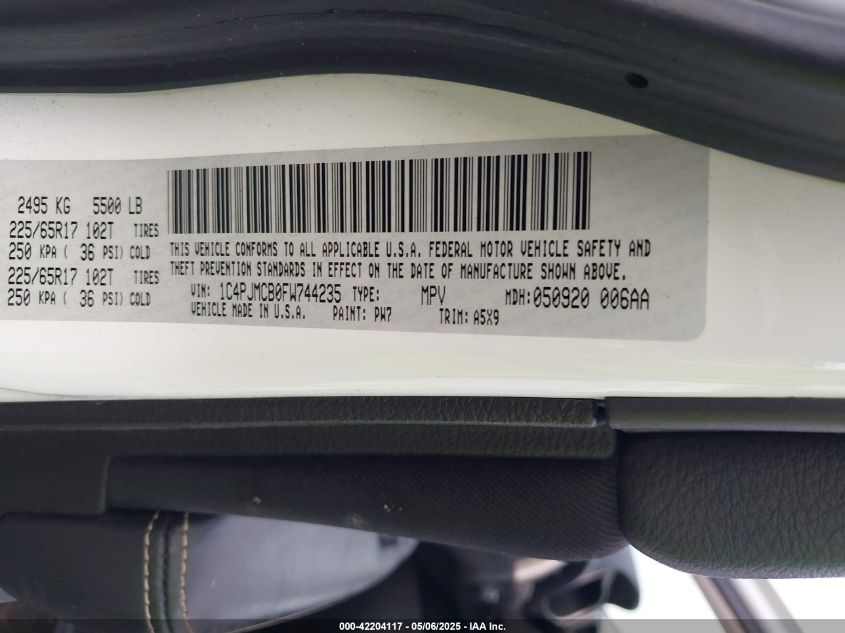 2495 KG 5500 LB
225/65R17 102T TIRES
250 KPA ( 36 PSI) COLD
225/65R17 102T TIRES
250 KPA ( 36 PSI) COLD
THIS VEHICLE CONFORMS TO ALL APPLICABLE U.S.A. FEDERAL MOTOR VEHICLE SAFETY AND
THEFT PREVENTION STANDARDS IN EFFECT ON THE DATE OF MANUFACTURE SHOWN ABOVE.
VIN: 1C4PJMCB0FW744235 TYPE: MPV MDH: 050920 006AA
VEHICLE MADE IN U.S.A. PAINT: PW7 TRIM: A5X9
000-42204117 - 05/06/2025 - IAA Inc.